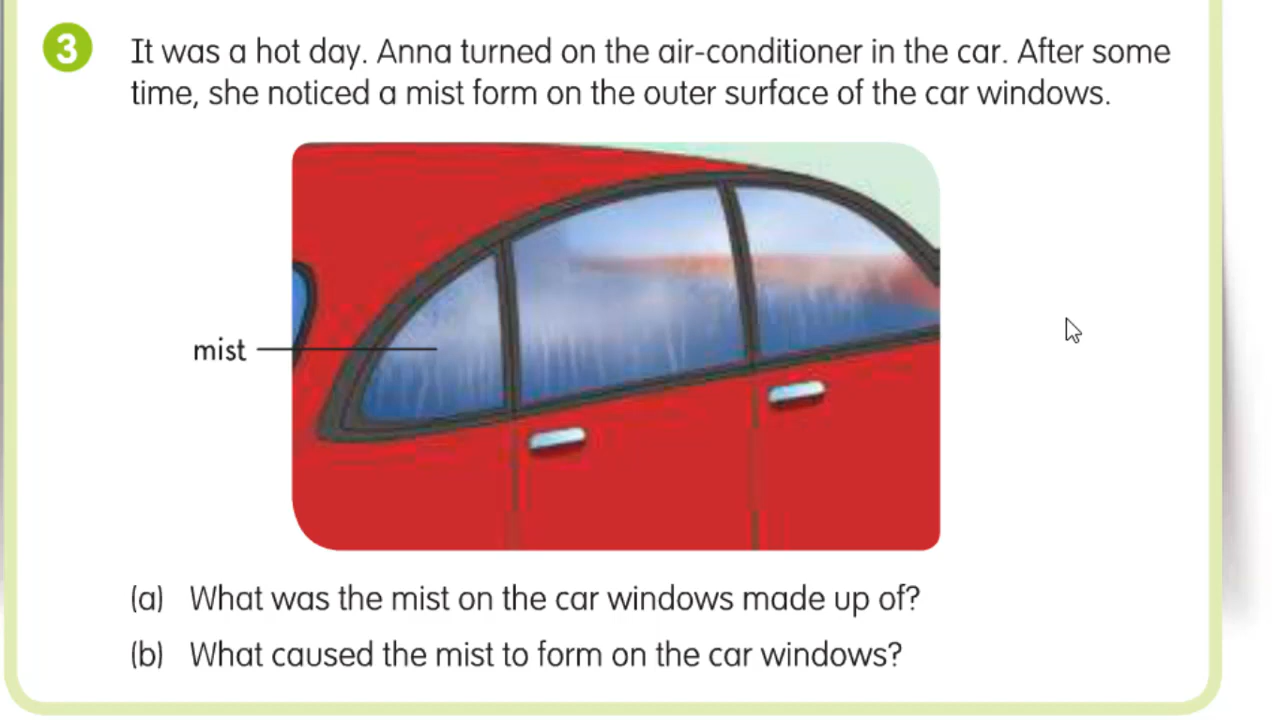 3 It was a hot day. Anna turned on the air-conditioner in the car. After some
time, she noticed a mist form on the outer surface of the car windows.
mist
(a) What was the mist on the car windows made up of?
(b) What caused the mist to form on the car windows?